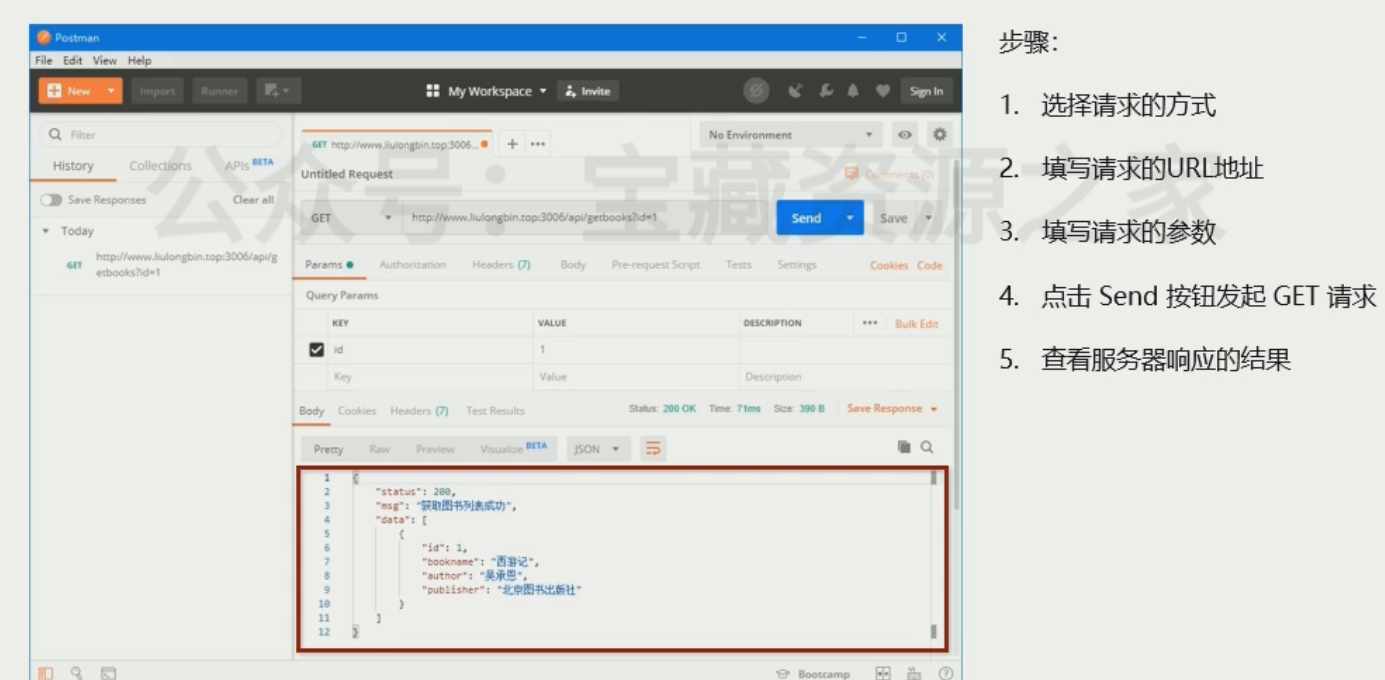 Postman
File Edit View Help
New Import Runner My Workspace Invite Sign In
Filter
History Collections APIs BETA
Save Responses Clear all
Today
GET http://www.liulongbin.top:3006/api/g
etbooks?id=1
GET http://www.liulongbin.top:3006... No Environment
Untitled Request Comments (0)
GET http://www.liulongbin.top:3006/api/getbooks?id=1 Send Save
Params Authorization Headers (7) Body Pre-request Script Tests Settings Cookies Code
Query Params
KEY VALUE DESCRIPTION Bulk Edit
id 1
Key Value Description
Body Cookies Headers (7) Test Results Status: 200 OK Time: 71ms Size: 390 B Save Response
Pretty Raw Preview Visualize BETA JSON
1 {
2 "status": 200,
3 "msg": "获取图书列表成功",
4 "data": [
5 {
6 "id": 1,
7 "bookname": "西游记",
8 "author": "吴承恩",
9 "publisher": "北京图书出版社"
10 }
11 ]
12 }
Bootcamp
步骤：
1. 选择请求的方式
2. 填写请求的URL地址
3. 填写请求的参数
4. 点击 Send 按钮发起 GET 请求
5. 查看服务器响应的结果
公众号：宝藏资源之家